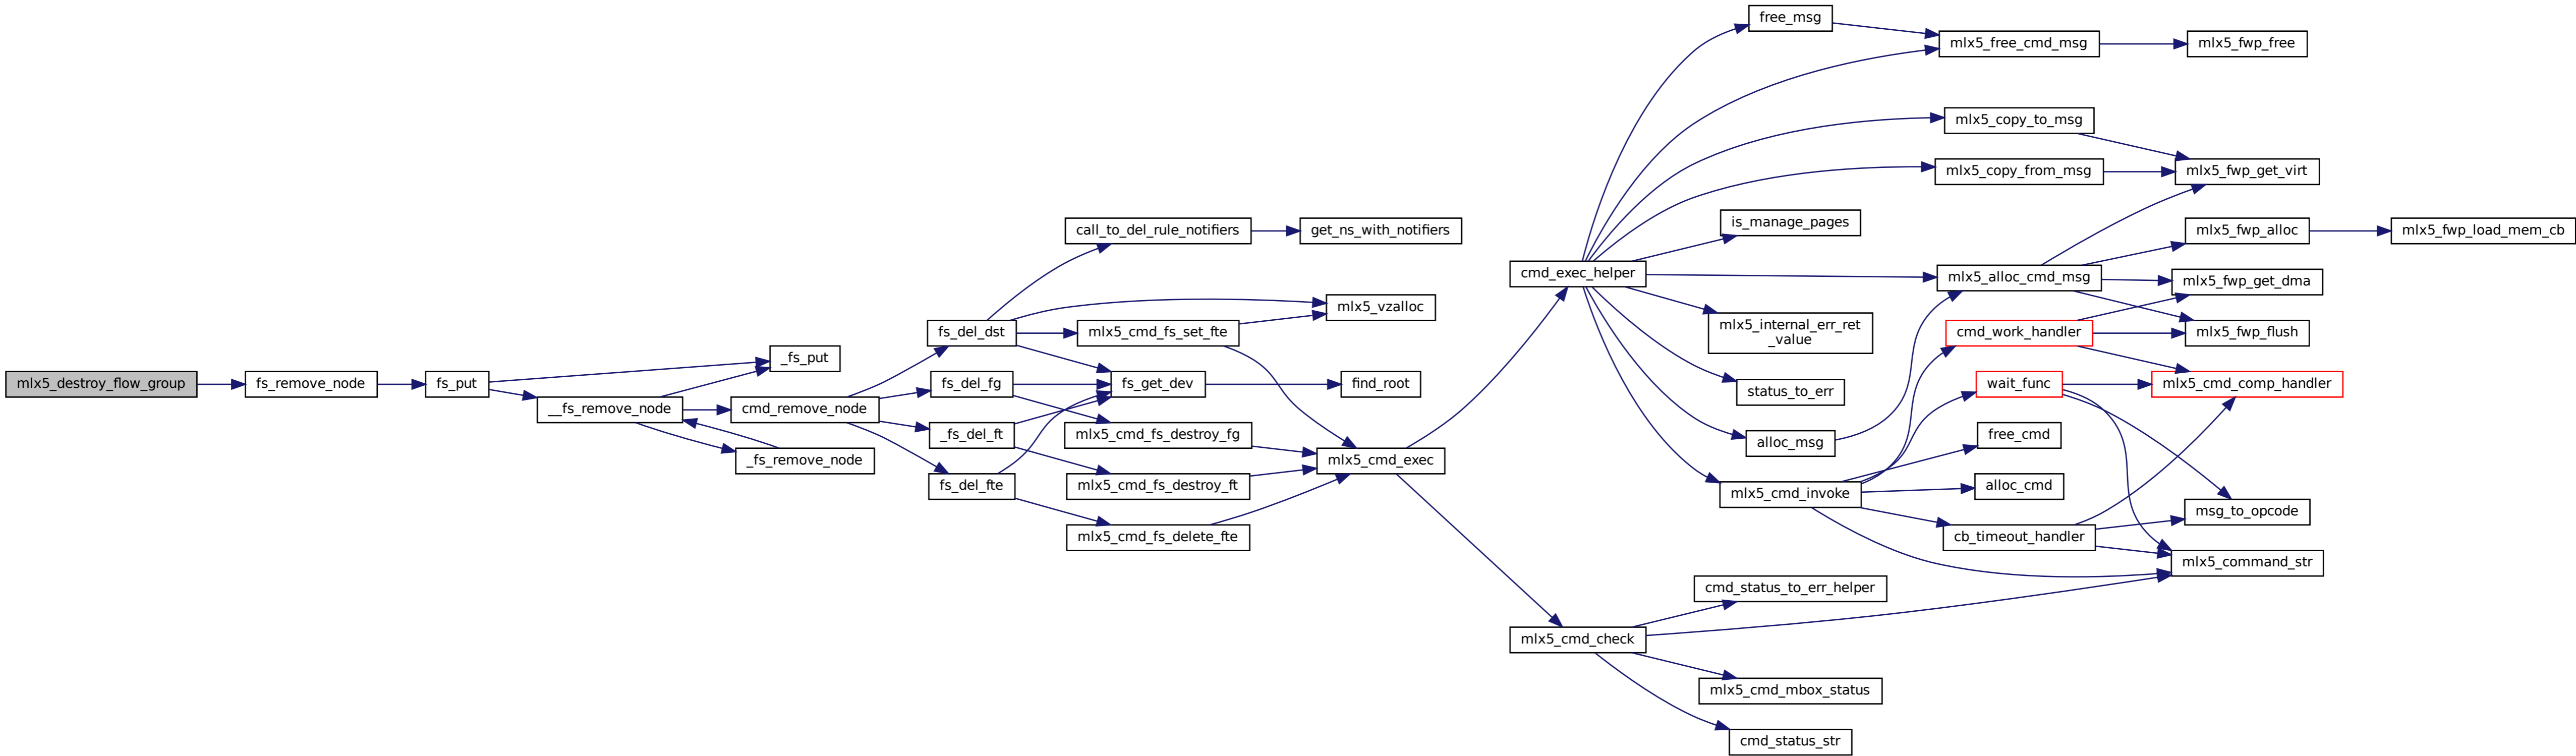 mlx5_destroy_flow_group
fs_remove_node
fs_put
_fs_put
__fs_remove_node
_fs_remove_node
cmd_remove_node
fs_del_dst
fs_del_fg
_fs_del_ft
fs_del_fte
call_to_del_rule_notifiers
get_ns_with_notifiers
mlx5_vzalloc
mlx5_cmd_fs_set_fte
fs_get_dev
find_root
mlx5_cmd_fs_destroy_fg
mlx5_cmd_fs_destroy_ft
mlx5_cmd_fs_delete_fte
mlx5_cmd_exec
cmd_exec_helper
mlx5_cmd_check
free_msg
mlx5_free_cmd_msg
mlx5_fwp_free
mlx5_copy_to_msg
mlx5_copy_from_msg
mlx5_fwp_get_virt
is_manage_pages
mlx5_alloc_cmd_msg
mlx5_fwp_alloc
mlx5_fwp_load_mem_cb
mlx5_fwp_get_dma
mlx5_fwp_flush
mlx5_internal_err_ret
_value
cmd_work_handler
status_to_err
wait_func
mlx5_cmd_comp_handler
alloc_msg
free_cmd
mlx5_cmd_invoke
alloc_cmd
msg_to_opcode
cb_timeout_handler
mlx5_command_str
cmd_status_to_err_helper
mlx5_cmd_mbox_status
cmd_status_str